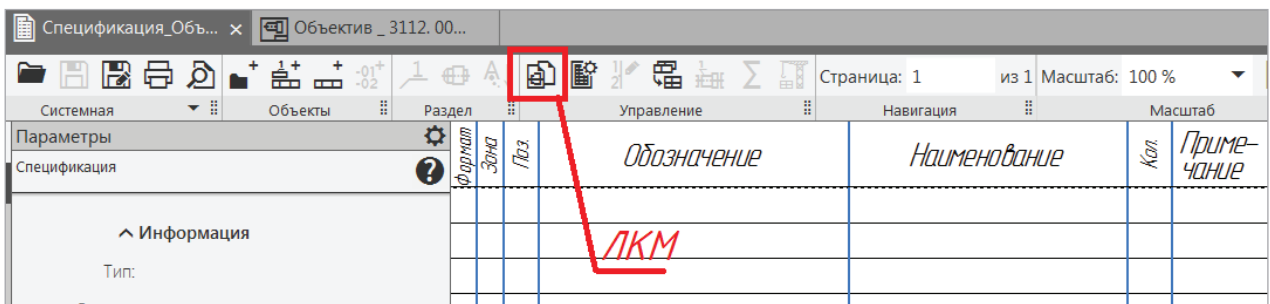 Спецификация_Объ... × Объектив _ 3112. 00...
Страница: 1 из 1 Масштаб: 100 %
Системная Объекты Раздел Управление Навигация Масштаб
Параметры
Спецификация
Формат Зона Поз. Обозначение Наименование Кол. Приме-
чание
Информация
ЛКМ
Тип: